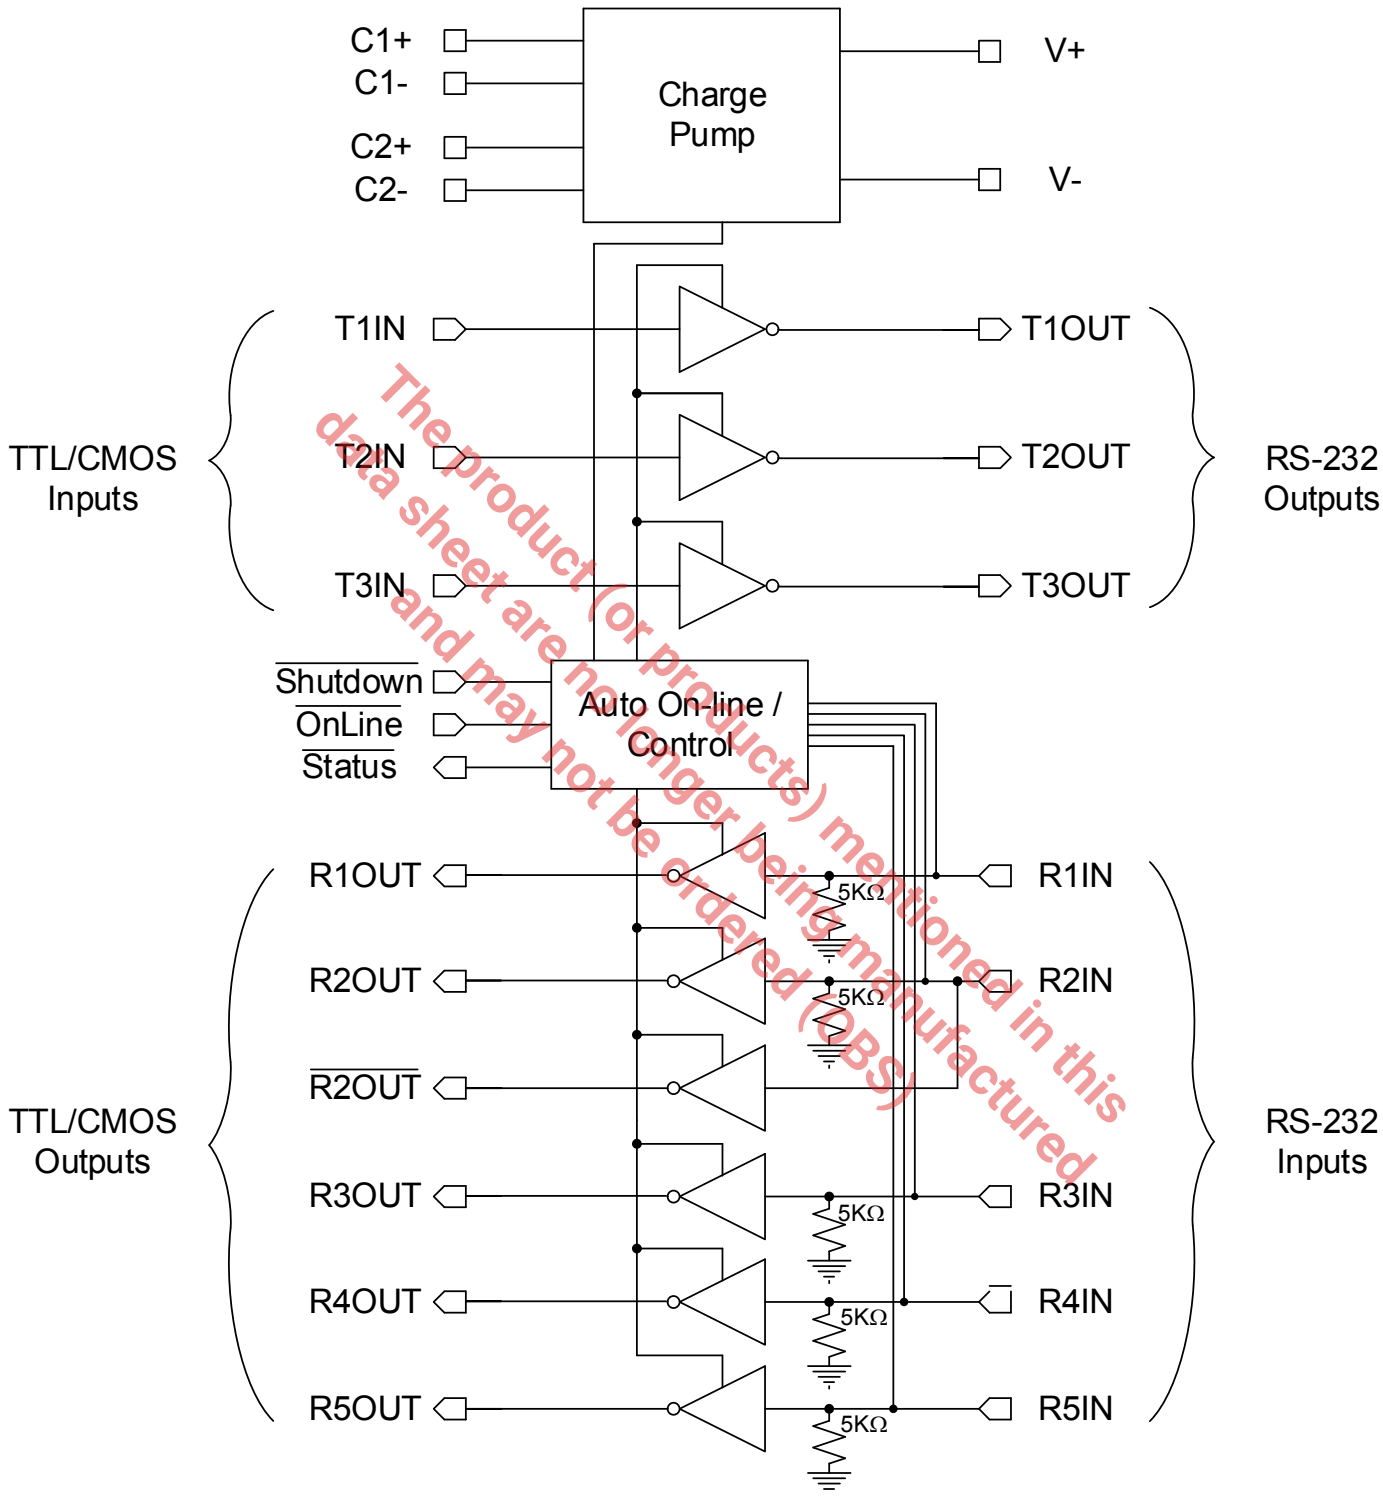 C1+
C1-
C2+
C2-
Charge
Pump
V+
V-
T1IN
T1OUT
T2IN
T2OUT
T3IN
T3OUT
TTL/CMOS
Inputs
RS-232
Outputs
Shutdown
OnLine
Status
Auto On-line /
Control
R1OUT
5KΩ
R1IN
R2OUT
5KΩ
R2IN
R2OUT
R3OUT
5KΩ
R3IN
R4OUT
5KΩ
R4IN
R5OUT
5KΩ
R5IN
TTL/CMOS
Outputs
RS-232
Inputs
The product (or products) mentioned in this
data sheet are no longer being manufactured
and may not be ordered (OBS)